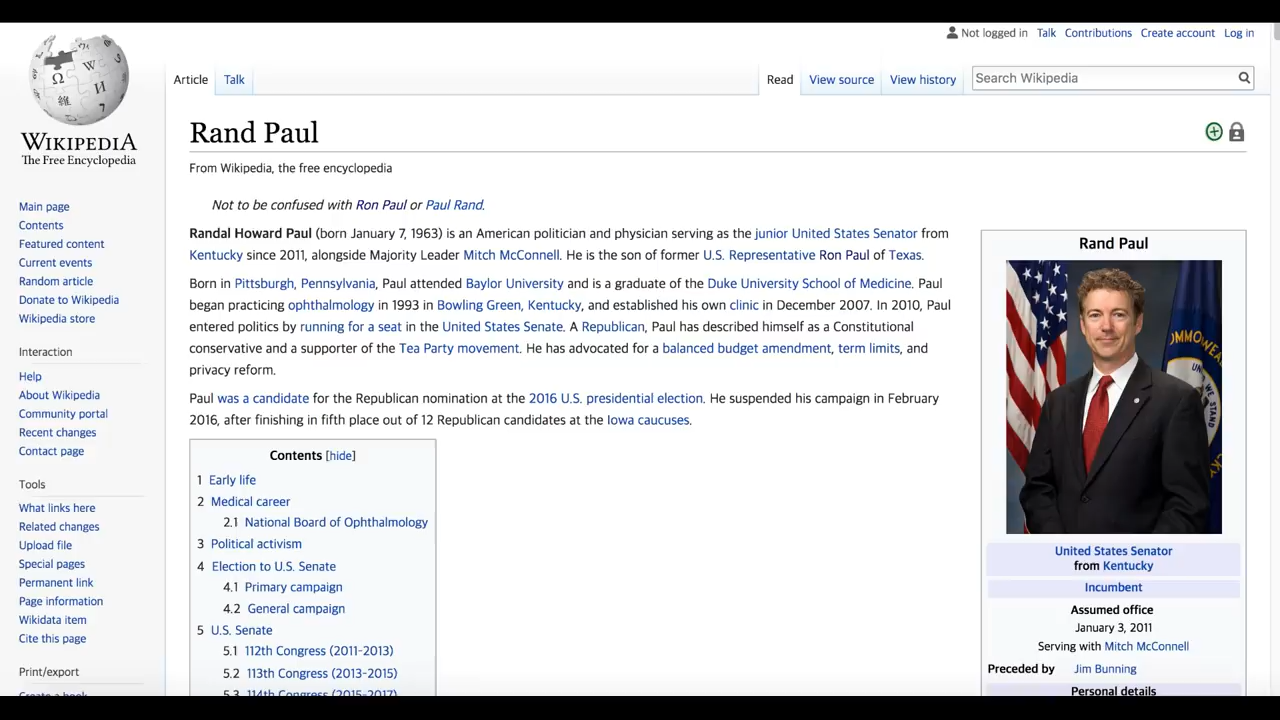 Not logged in Talk Contributions Create account Log in
Article Talk
Read View source View history
Search Wikipedia
WIKIPEDIA
The Free Encyclopedia
Main page
Contents
Featured content
Current events
Random article
Donate to Wikipedia
Wikipedia store
Interaction
Help
About Wikipedia
Community portal
Recent changes
Contact page
Tools
What links here
Related changes
Upload file
Special pages
Permanent link
Page information
Wikidata item
Cite this page
Print/export
Create a book
Rand Paul
From Wikipedia, the free encyclopedia
Not to be confused with Ron Paul or Paul Rand.
Randal Howard Paul (born January 7, 1963) is an American politician and physician serving as the junior United States Senator from
Kentucky since 2011, alongside Majority Leader Mitch McConnell. He is the son of former U.S. Representative Ron Paul of Texas.
Born in Pittsburgh, Pennsylvania, Paul attended Baylor University and is a graduate of the Duke University School of Medicine. Paul
began practicing ophthalmology in 1993 in Bowling Green, Kentucky, and established his own clinic in December 2007. In 2010, Paul
entered politics by running for a seat in the United States Senate. A Republican, Paul has described himself as a Constitutional
conservative and a supporter of the Tea Party movement. He has advocated for a balanced budget amendment, term limits, and
privacy reform.
Paul was a candidate for the Republican nomination at the 2016 U.S. presidential election. He suspended his campaign in February
2016, after finishing in fifth place out of 12 Republican candidates at the Iowa caucuses.
Contents [hide]
1 Early life
2 Medical career
2.1 National Board of Ophthalmology
3 Political activism
4 Election to U.S. Senate
4.1 Primary campaign
4.2 General campaign
5 U.S. Senate
5.1 112th Congress (2011-2013)
5.2 113th Congress (2013-2015)
5.3 114th Congress (2015-2017)
Rand Paul
United States Senator
from Kentucky
Incumbent
Assumed office
January 3, 2011
Serving with Mitch McConnell
Preceded by Jim Bunning
Personal details